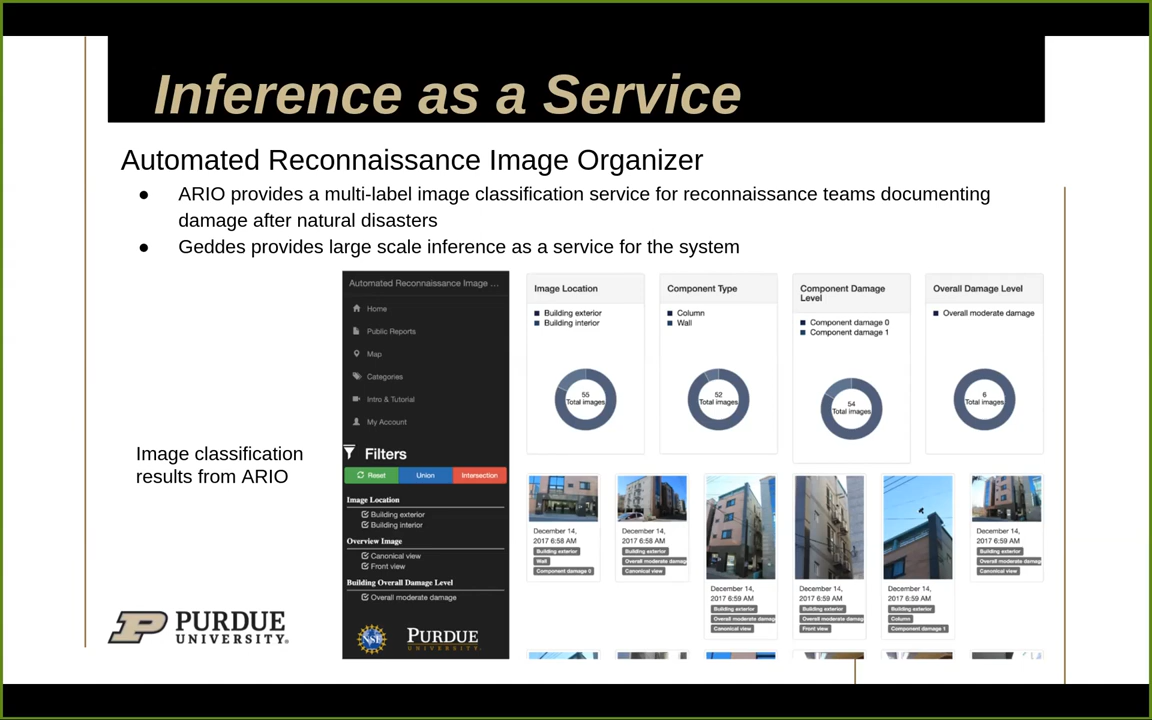 Inference as a Service
Automated Reconnaissance Image Organizer
● ARIO provides a multi-label image classification service for reconnaissance teams documenting
damage after natural disasters
● Geddes provides large scale inference as a service for the system
Image classification
results from ARIO
PURDUE
UNIVERSITY®
Automated Reconnaissance Image ...
Home
Public Reports
Map
Categories
Intro & Tutorial
My Account
Filters
Reset Union Intersection
Image Location
Building exterior
Building interior
Overview Image
Canonical view
Front view
Building Overall Damage Level
Overall moderate damage
NSF
PURDUE
UNIVERSITY
Image Location
Building exterior
Building interior
55
Total images
Component Type
Column
Wall
52
Total images
Component Damage
Level
Component damage 0
Component damage 1
54
Total images
Overall Damage Level
Overall moderate damage
6
Total images
December 14,
2017 6:58 AM
Building exterior
Wall
Component damage 0
December 14,
2017 6:58 AM
Building exterior
Overall moderate damage
Canonical view
December 14,
2017 6:59 AM
Building exterior
Overall moderate damag
Canonical view
December 14,
2017 6:59 AM
Building exterior
Overall moderate damag
Front view
December 14,
2017 6:59 AM
Building exterior
Column
Component damage 1
December 14,
2017 6:59 AM
Building exterior
Overall moderate damag
Canonical view